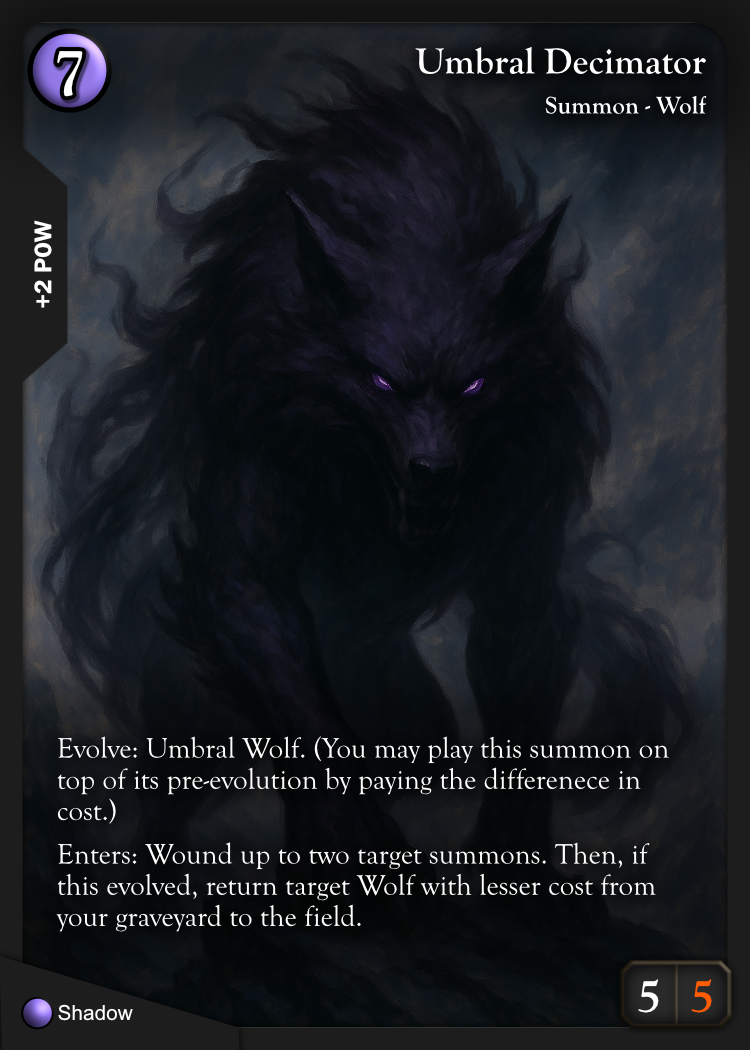 7
Umbral Decimator
Summon - Wolf
+2 POW
Evolve: Umbral Wolf. (You may play this summon on
top of its pre-evolution by paying the differenece in
cost.)
Enters: Wound up to two target summons. Then, if
this evolved, return target Wolf with lesser cost from
your graveyard to the field.
Shadow
5 5